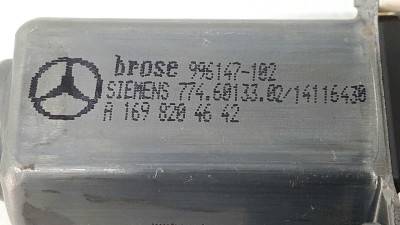 brose 996147-102
SIEMENS 774.60133.02/14116430
A 169 820 46 42